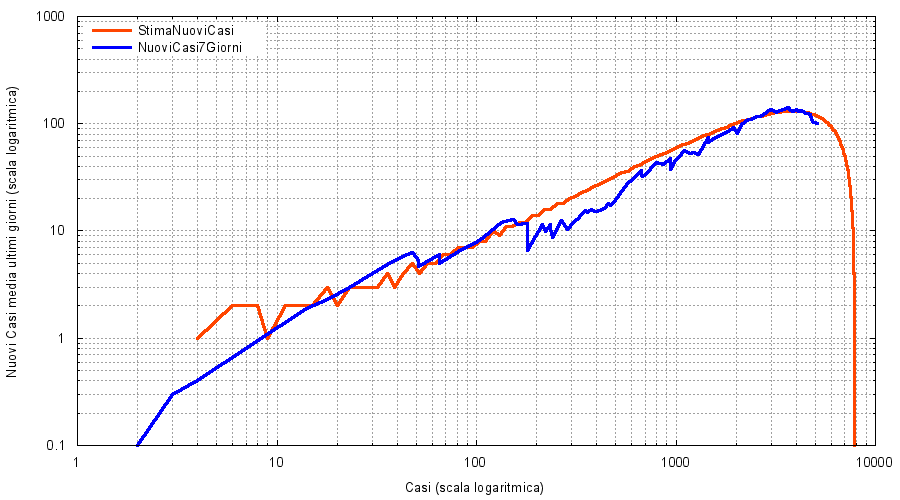 1000
StimaNuoviCasi
NuoviCasi7Giorni
100
10
1
0.1
Nuovi Casi media ultimi giorni (scala logaritmica)
1 10 100 1000 10000
Casi (scala logaritmica)